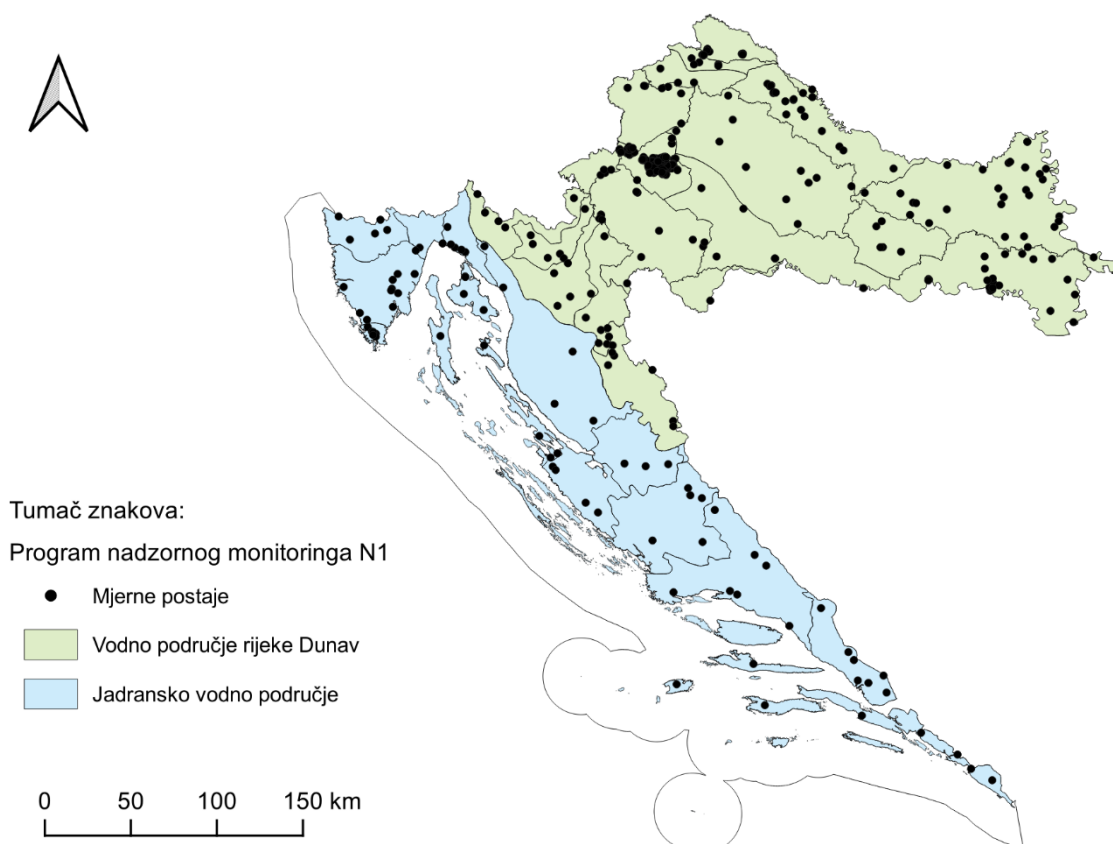 Tumač znakova:
Program nadzornog monitoringa N1
Mjerne postaje
Vodno područje rijeke Dunav
Jadransko vodno područje
0 50 100 150 km